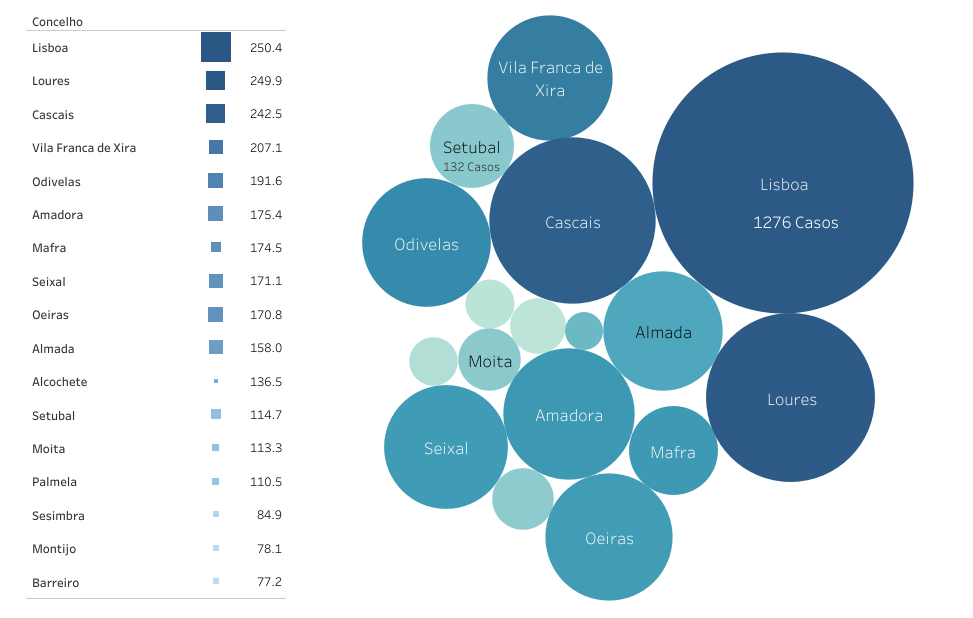 Concelho
Lisboa 250.4
Loures 249.9
Cascais 242.5
Vila Franca de Xira 207.1
Odivelas 191.6
Amadora 175.4
Mafra 174.5
Seixal 171.1
Oeiras 170.8
Almada 158.0
Alcochete 136.5
Setubal 114.7
Moita 113.3
Palmela 110.5
Sesimbra 84.9
Montijo 78.1
Barreiro 77.2
Vila Franca de
Xira
Setubal
132 Casos
Lisboa
1276 Casos
Cascais
Odivelas
Almada
Moita
Loures
Amadora
Seixal
Mafra
Oeiras